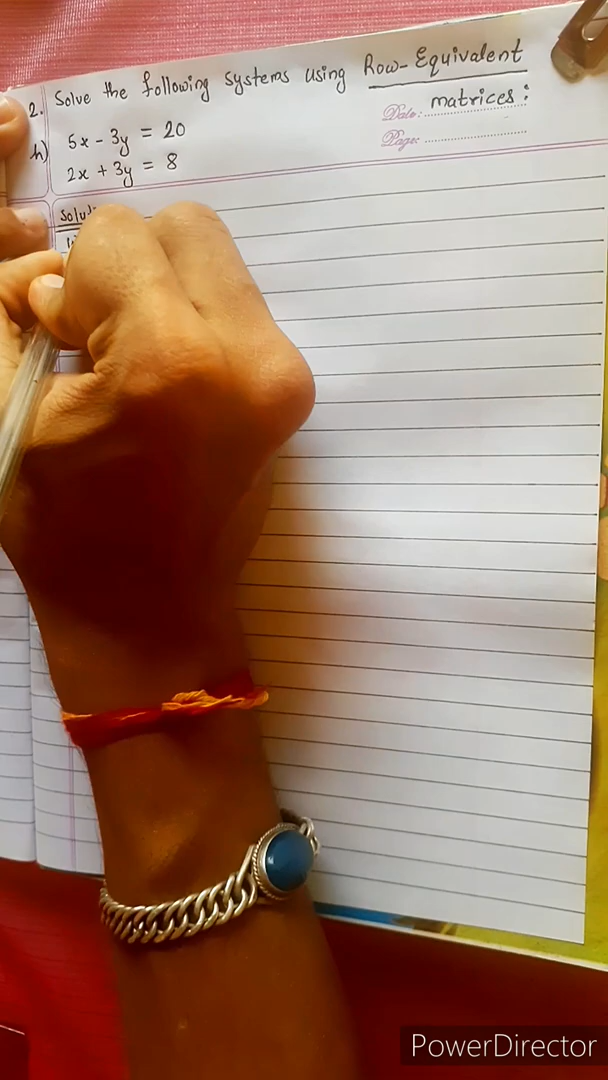 2. Solve the following systems using Row-Equivalent
matrices:
Date:
Page:
h) 5x - 3y = 20
2x + 3y = 8
PowerDirector